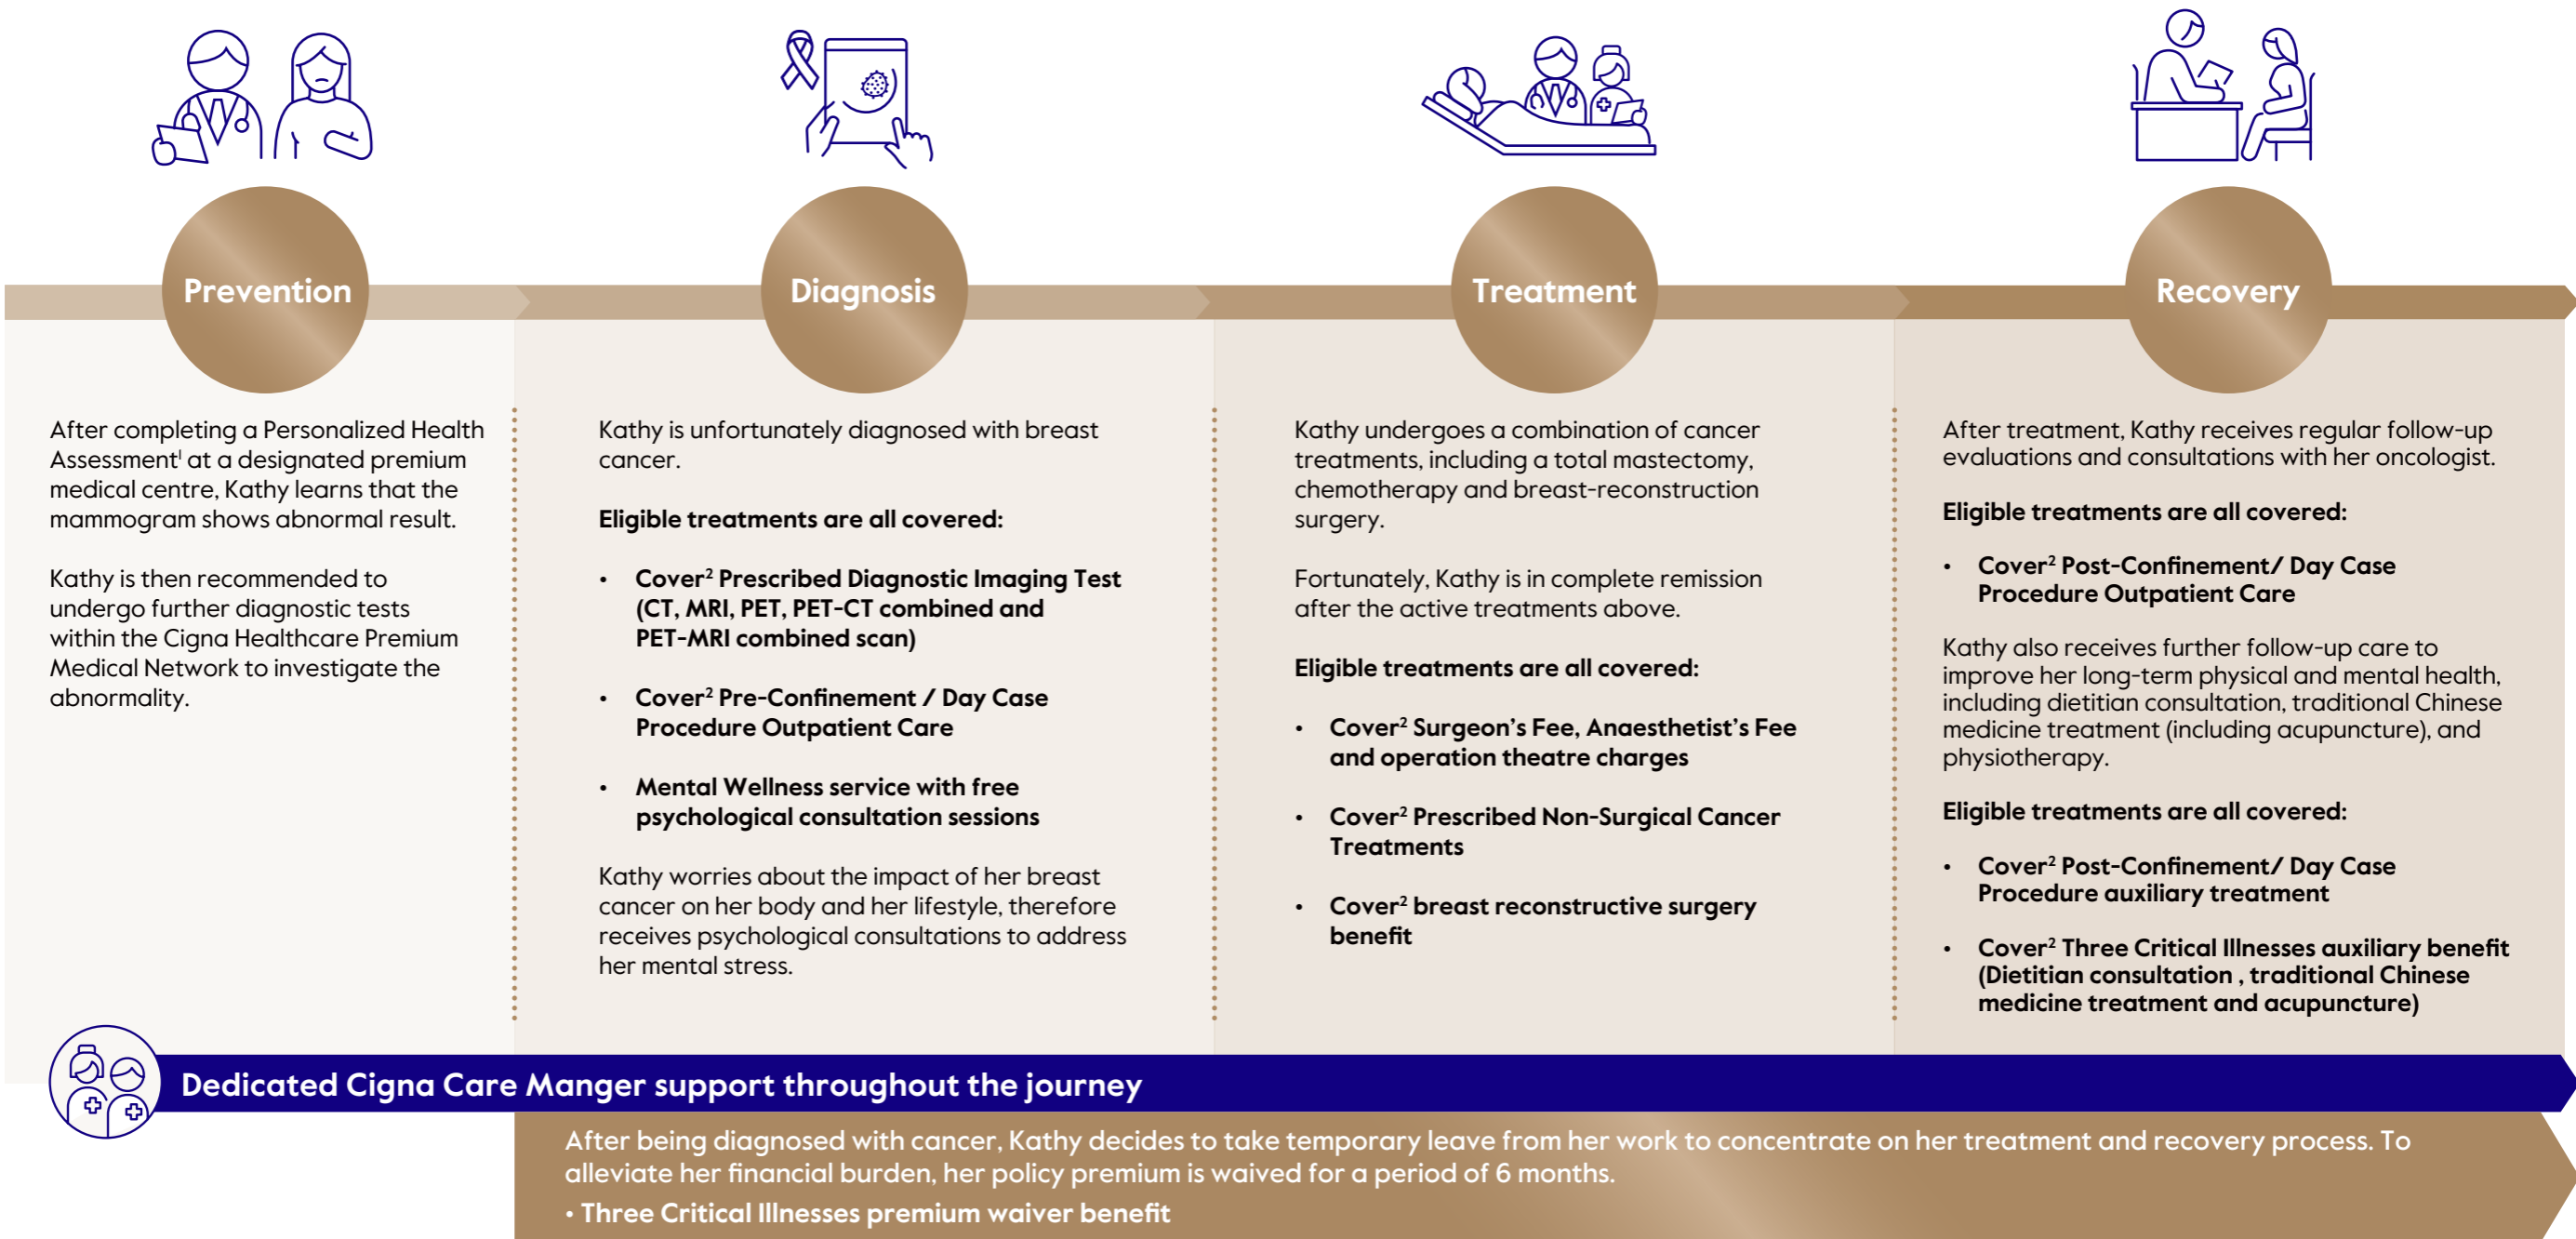 Prevention
After completing a Personalized Health
Assessment¹ at a designated premium
medical centre, Kathy learns that the
mammogram shows abnormal result.
Kathy is then recommended to
undergo further diagnostic tests
within the Cigna Healthcare Premium
Medical Network to investigate the
abnormality.
Diagnosis
Kathy is unfortunately diagnosed with breast
cancer.
Eligible treatments are all covered:
• Cover² Prescribed Diagnostic Imaging Test
(CT, MRI, PET, PET-CT combined and
PET-MRI combined scan)
• Cover² Pre-Confinement / Day Case
Procedure Outpatient Care
• Mental Wellness service with free
psychological consultation sessions
Kathy worries about the impact of her breast
cancer on her body and her lifestyle, therefore
receives psychological consultations to address
her mental stress.
Treatment
Kathy undergoes a combination of cancer
treatments, including a total mastectomy,
chemotherapy and breast-reconstruction
surgery.
Fortunately, Kathy is in complete remission
after the active treatments above.
Eligible treatments are all covered:
• Cover² Surgeon's Fee, Anaesthetist's Fee
and operation theatre charges
• Cover² Prescribed Non-Surgical Cancer
Treatments
• Cover² breast reconstructive surgery
benefit
Recovery
After treatment, Kathy receives regular follow-up
evaluations and consultations with her oncologist.
Eligible treatments are all covered:
• Cover² Post-Confinement/ Day Case
Procedure Outpatient Care
Kathy also receives further follow-up care to
improve her long-term physical and mental health,
including dietitian consultation, traditional Chinese
medicine treatment (including acupuncture), and
physiotherapy.
Eligible treatments are all covered:
• Cover² Post-Confinement/ Day Case
Procedure auxiliary treatment
• Cover² Three Critical Illnesses auxiliary benefit
(Dietitian consultation , traditional Chinese
medicine treatment and acupuncture)
Dedicated Cigna Care Manger support throughout the journey
After being diagnosed with cancer, Kathy decides to take temporary leave from her work to concentrate on her treatment and recovery process. To
alleviate her financial burden, her policy premium is waived for a period of 6 months.
• Three Critical Illnesses premium waiver benefit